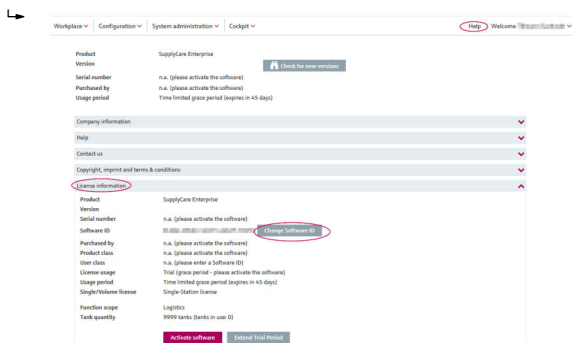 Workplace Configuration System administration Cockpit Help Welcome
Product SupplyCare Enterprise
Version Check for new versions
Serial number n.a. (please activate the software)
Purchased by n.a. (please activate the software)
Usage period Time limited grace period (expires in 45 days)
Company information
Help
Contact us
Copyright, imprint and terms & conditions
License information
Product SupplyCare Enterprise
Version
Serial number n.a. (please activate the software)
Software ID Change Software ID
Purchased by n.a. (please activate the software)
Product class n.a. (please activate the software)
User class n.a. (please enter a Software ID)
License usage Trial (grace period - please activate the software)
Usage period Time limited grace period (expires in 45 days)
Single/Volume license Single-Station license
Function scope Logistics
Tank quantity 9999 tanks (tanks in use: 0)
Activate software Extend Trial Period